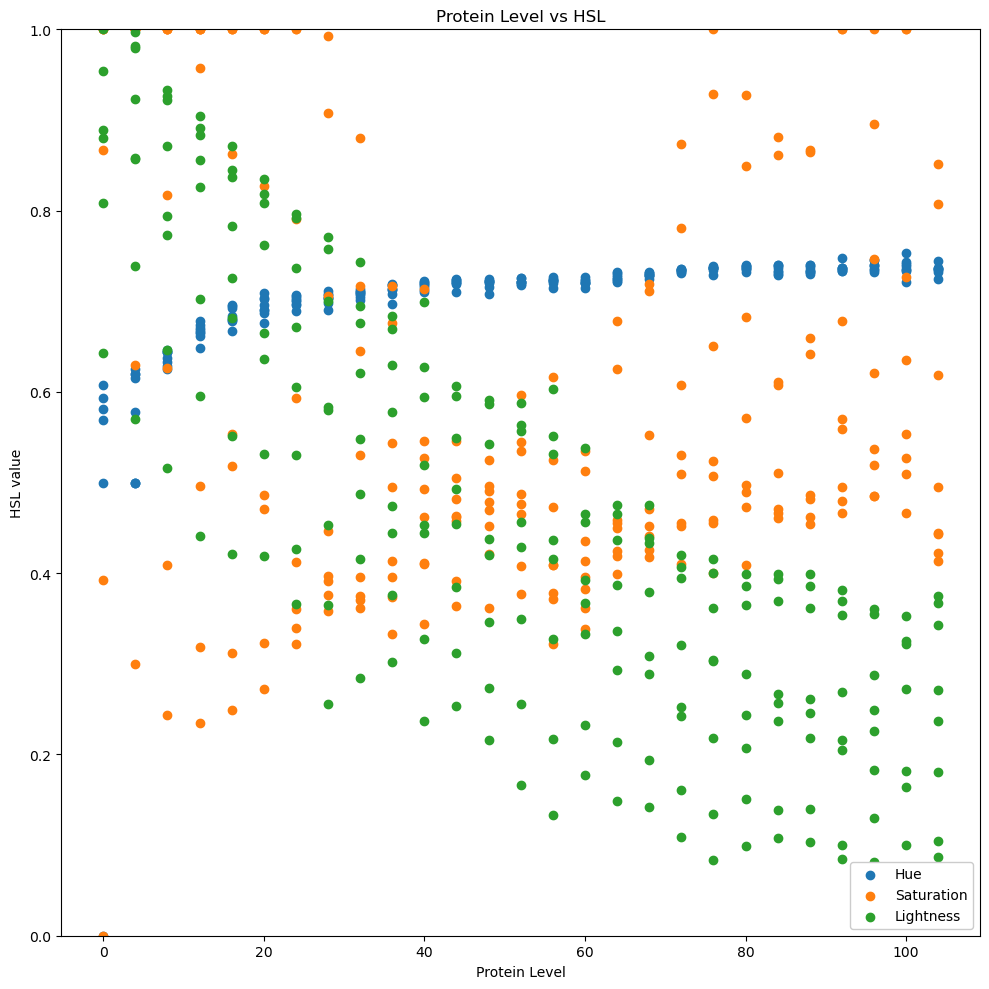 Protein Level vs HSL
1.0
0.8
0.6
0.4
0.2
0.0
HSL value
0 20 40 60 80 100
Protein Level
Hue
Saturation
Lightness